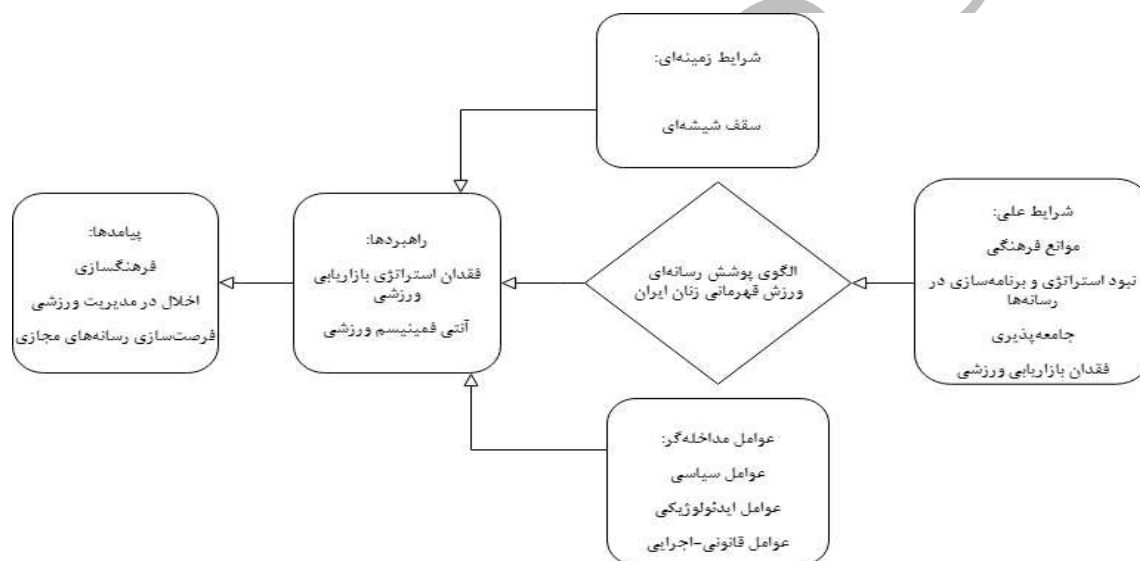 شرایط زمینه‌ای:
سقف شیشه‌ای
شرایط علی:
موانع فرهنگی
نبود استراتژی و برنامه‌سازی در
رسانه‌ها
جامعه‌پذیری
فقدان بازاریابی ورزشی
الگوی پوشش رسانه‌ای
ورزش قهرمانی زنان ایران
راهبردها:
فقدان استراتژی بازاریابی
ورزشی
آنتی فمینیسم ورزشی
پیامدها:
فرهنگسازی
اخلال در مدیریت ورزشی
فرصت‌سازی رسانه‌های مجازی
عوامل مداخله‌گر:
عوامل سیاسی
عوامل ایدئولوژیکی
عوامل قانونی-اجرایی